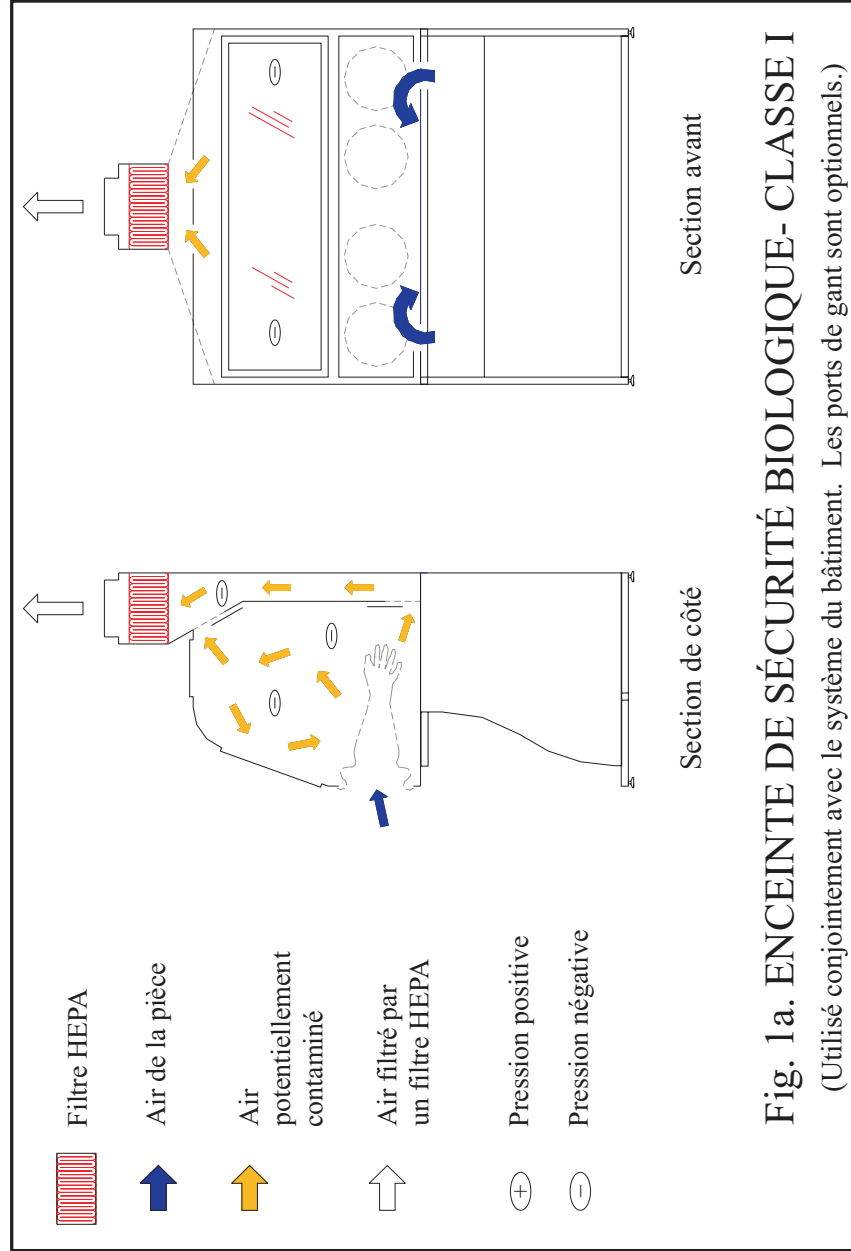 Filtre HEPA
Air de la pièce
Air
potentiellement
contaminé
Air filtré par
un filtre HEPA
+
Pression positive
-
Pression négative
-
-
-
Section de côté
-
-
Section avant
Fig. 1a. ENCEINTE DE SÉCURITÉ BIOLOGIQUE- CLASSE I
(Utilisé conjointement avec le système du bâtiment. Les ports de gant sont optionnels.)